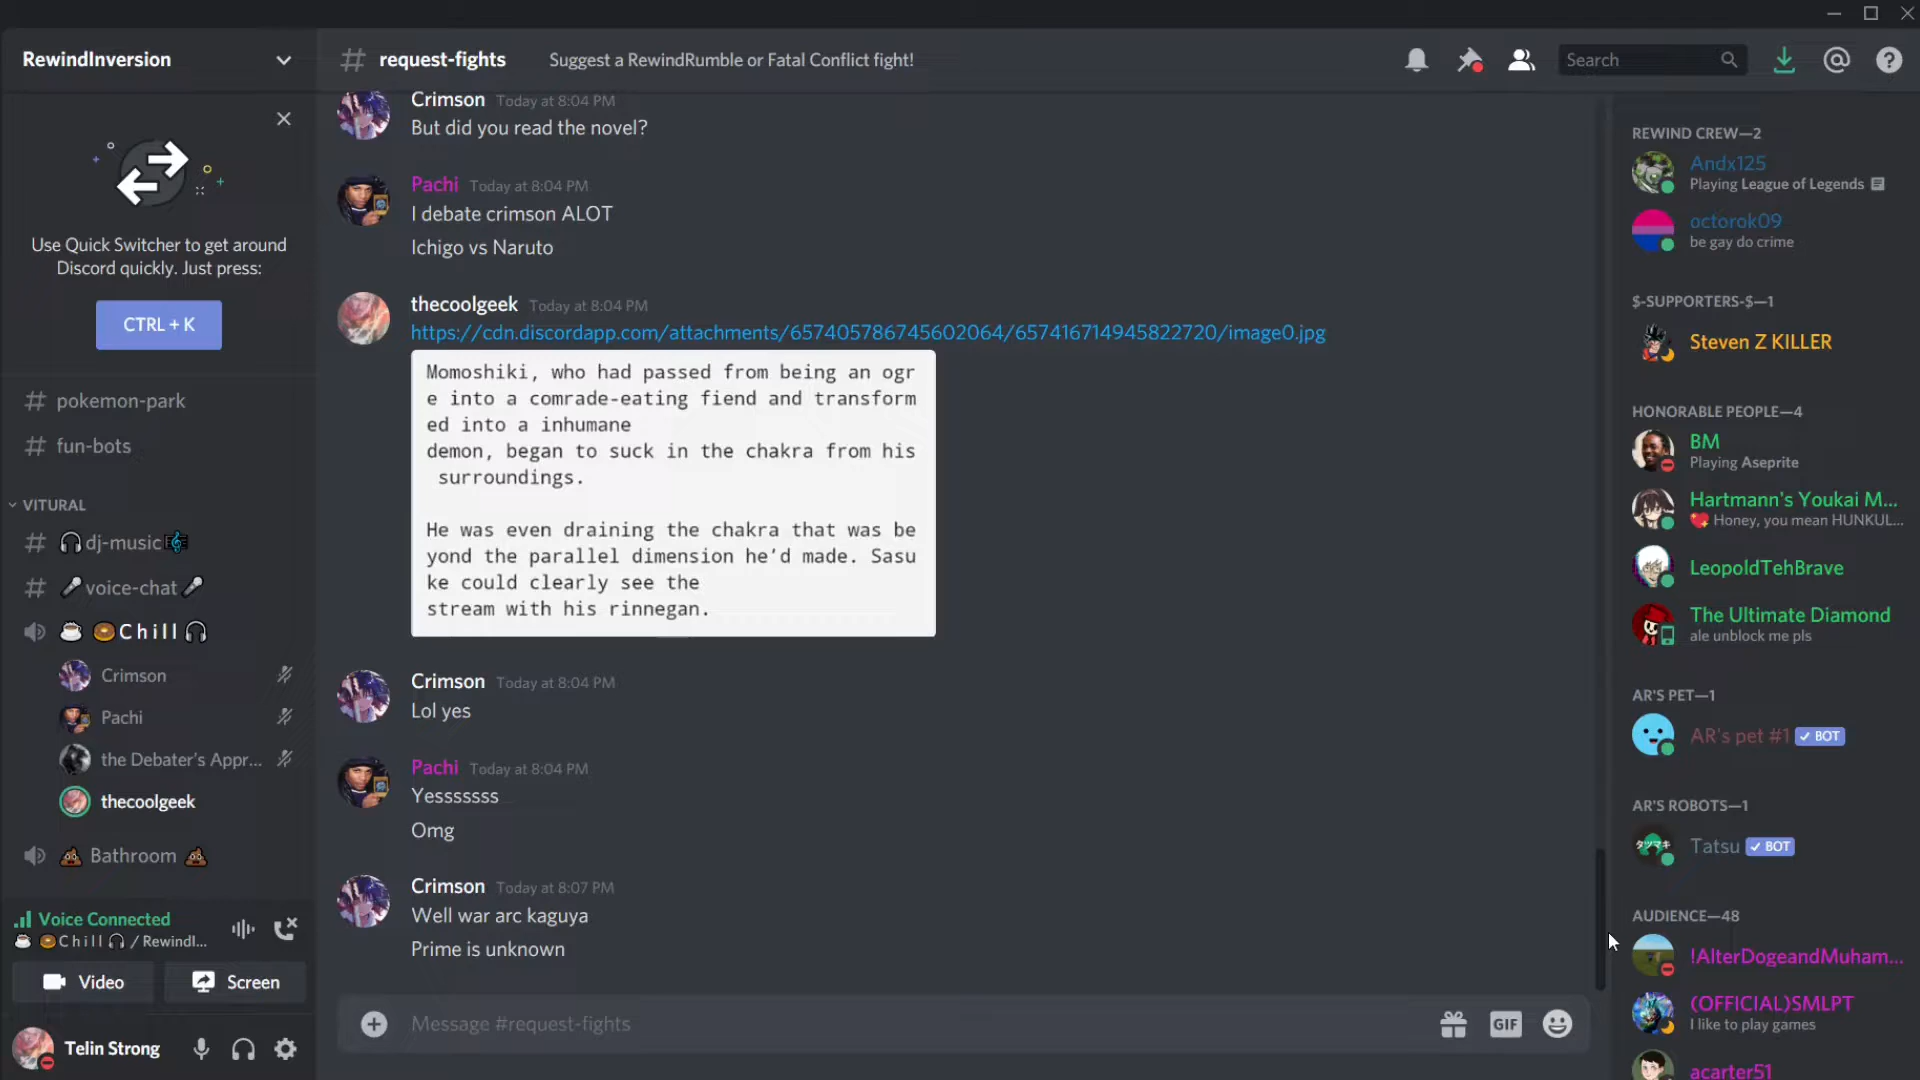 RewindInversion
Use Quick Switcher to get around
Discord quickly. Just press:
CTRL + K
# pokemon-park
# fun-bots
VITURAL
# dj-music
# voice-chat
Chill
Crimson
Pachi
the Debater's Appr...
thecoolgeek
Bathroom
Voice Connected
Chill / RewindI...
Video
Screen
Telin Strong
# request-fights
Suggest a RewindRumble or Fatal Conflict fight!
Search
Crimson Today at 8:04 PM
But did you read the novel?
Pachi Today at 8:04 PM
I debate crimson ALOT
Ichigo vs Naruto
thecoolgeek Today at 8:04 PM
https://cdn.discordapp.com/attachments/657405786745602064/657416714945822720/image0.jpg
Momoshiki, who had passed from being an ogr
e into a comrade-eating fiend and transform
ed into a inhumane
demon, began to suck in the chakra from his
surroundings.
He was even draining the chakra that was be
yond the parallel dimension he'd made. Sasu
ke could clearly see the
stream with his rinnegan.
Crimson Today at 8:04 PM
Lol yes
Pachi Today at 8:04 PM
Yesssssss
Omg
Crimson Today at 8:07 PM
Well war arc kaguya
Prime is unknown
Message #request-fights
GIF
REWIND CREW—2
Andx125
Playing League of Legends
octorok09
be gay do crime
$-SUPPORTERS-$—1
Steven Z KILLER
HONORABLE PEOPLE—4
BM
Playing Aseprite
Hartmann's Youkai M...
Honey, you mean HUNKUL...
LeopoldTehBrave
The Ultimate Diamond
ale unblock me pls
AR'S PET—1
AR's pet #1 BOT
AR'S ROBOTS—1
タツマキ
Tatsu BOT
AUDIENCE—48
!AlterDogeandMuham...
(OFFICIAL)SMLPT
I like to play games
acarter51